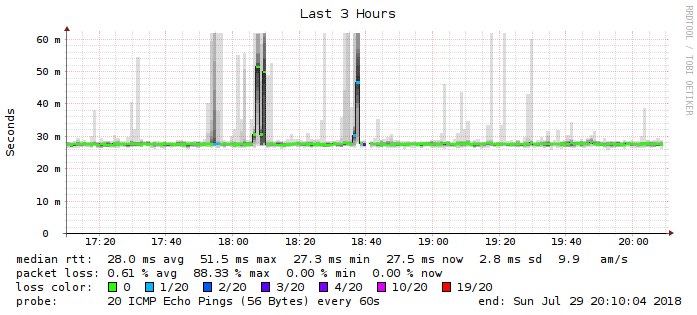 Last 3 Hours
RRDTOOL / TOBI OETIKER
Seconds
60 m
50 m
40 m
30 m
20 m
10 m
0
17:20 17:40 18:00 18:20 18:40 19:00 19:20 19:40 20:00
median rtt: 28.0 ms avg 51.5 ms max 27.3 ms min 27.5 ms now 2.8 ms sd 9.9 am/s
packet loss: 0.61 % avg 88.33 % max 0.00 % min 0.00 % now
loss color: 0 1/20 2/20 3/20 4/20 10/20 19/20
probe: 20 ICMP Echo Pings (56 Bytes) every 60s end: Sun Jul 29 20:10:04 2018